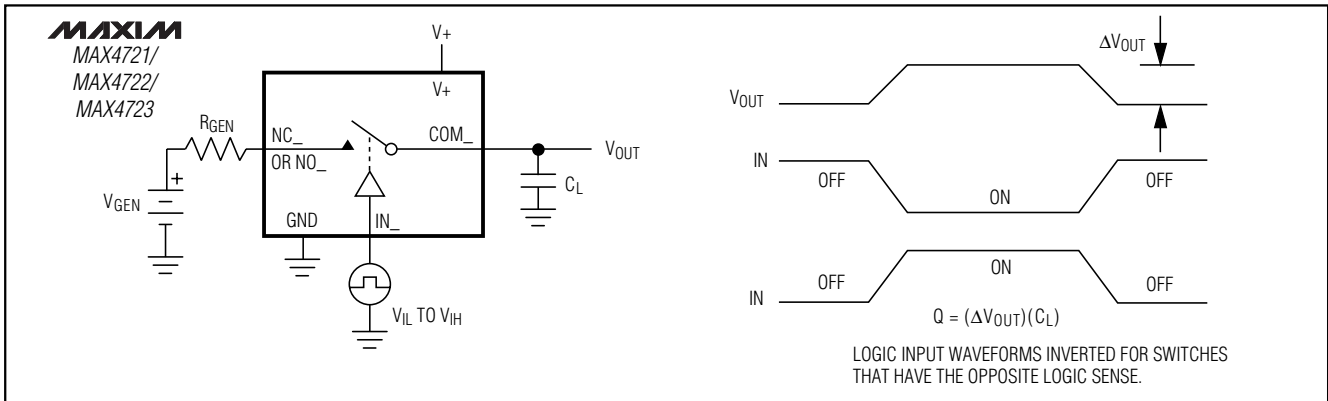 MAXIM
MAX4721/
MAX4722/
MAX4723
V+
V+
RGEN
NC_
OR NO_
COM_
VOUT
CL
VGEN
+
GND
IN_
VIL TO VIH
ΔVOUT
VOUT
IN
OFF
ON
OFF
IN
OFF
ON
OFF
Q = (ΔVOUT)(CL)
LOGIC INPUT WAVEFORMS INVERTED FOR SWITCHES
THAT HAVE THE OPPOSITE LOGIC SENSE.